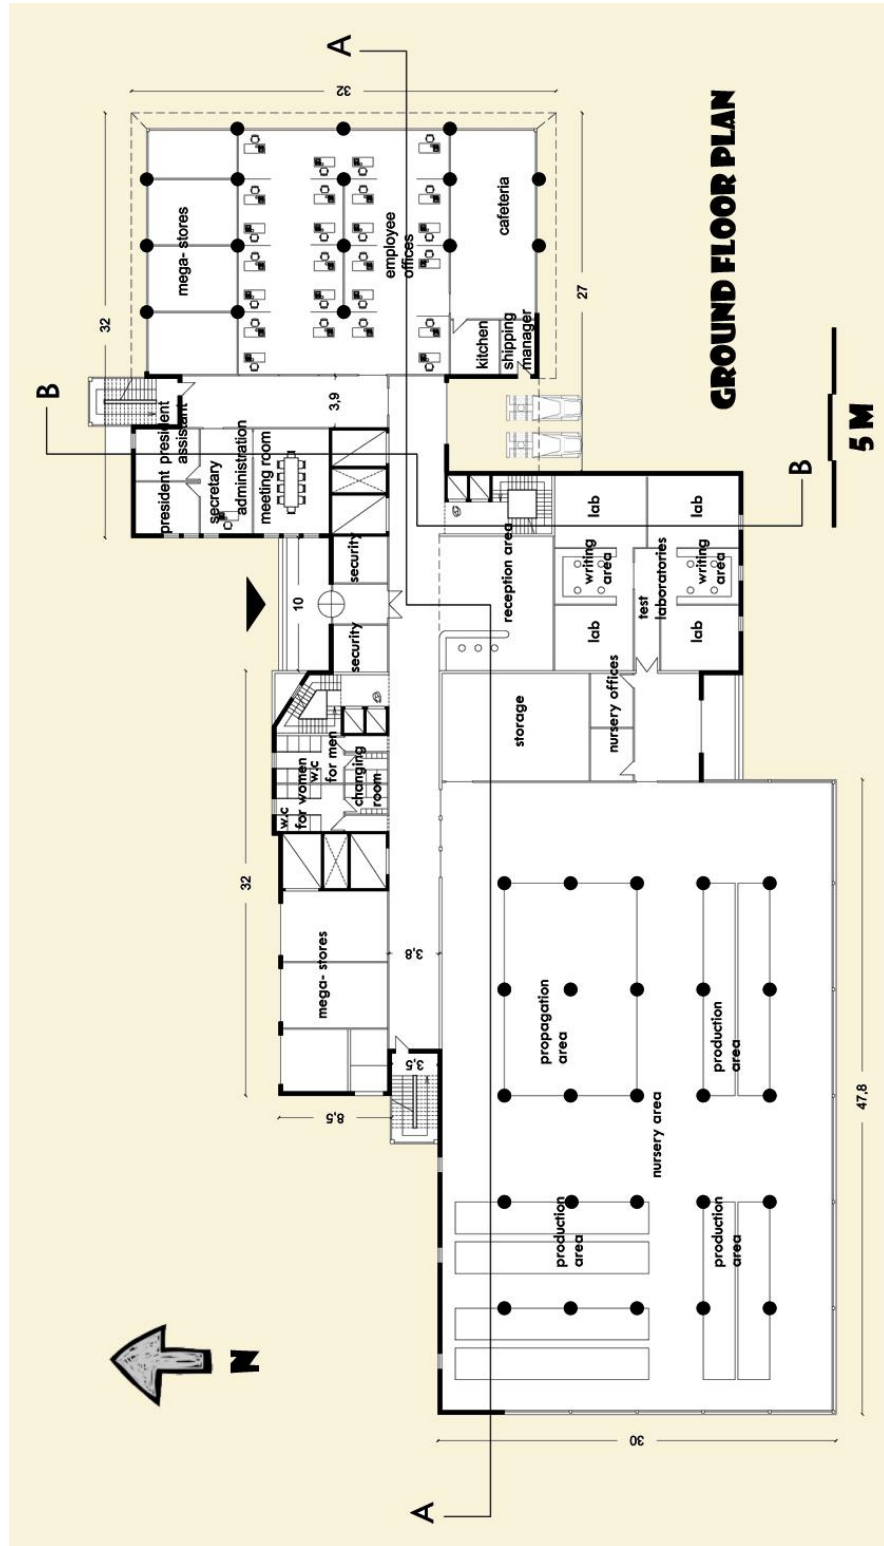 GROUND FLOOR PLAN
5 M
N
A
A
B
B
32
32
27
3,9
10
32
3,8
3,5
8,5
47,8
30
mega- stores
employee
offices
cafeteria
kitchen
shipping
manager
president
president
assistant
secretary
administration
meeting room
security
security
reception area
lab
lab
lab
lab
writing
area
writing
area
test
laboratories
nursery offices
storage
w.c
for men
w.c
for women
changing
room
mega- stores
propagation
area
production
area
nursery area
production
area
production
area